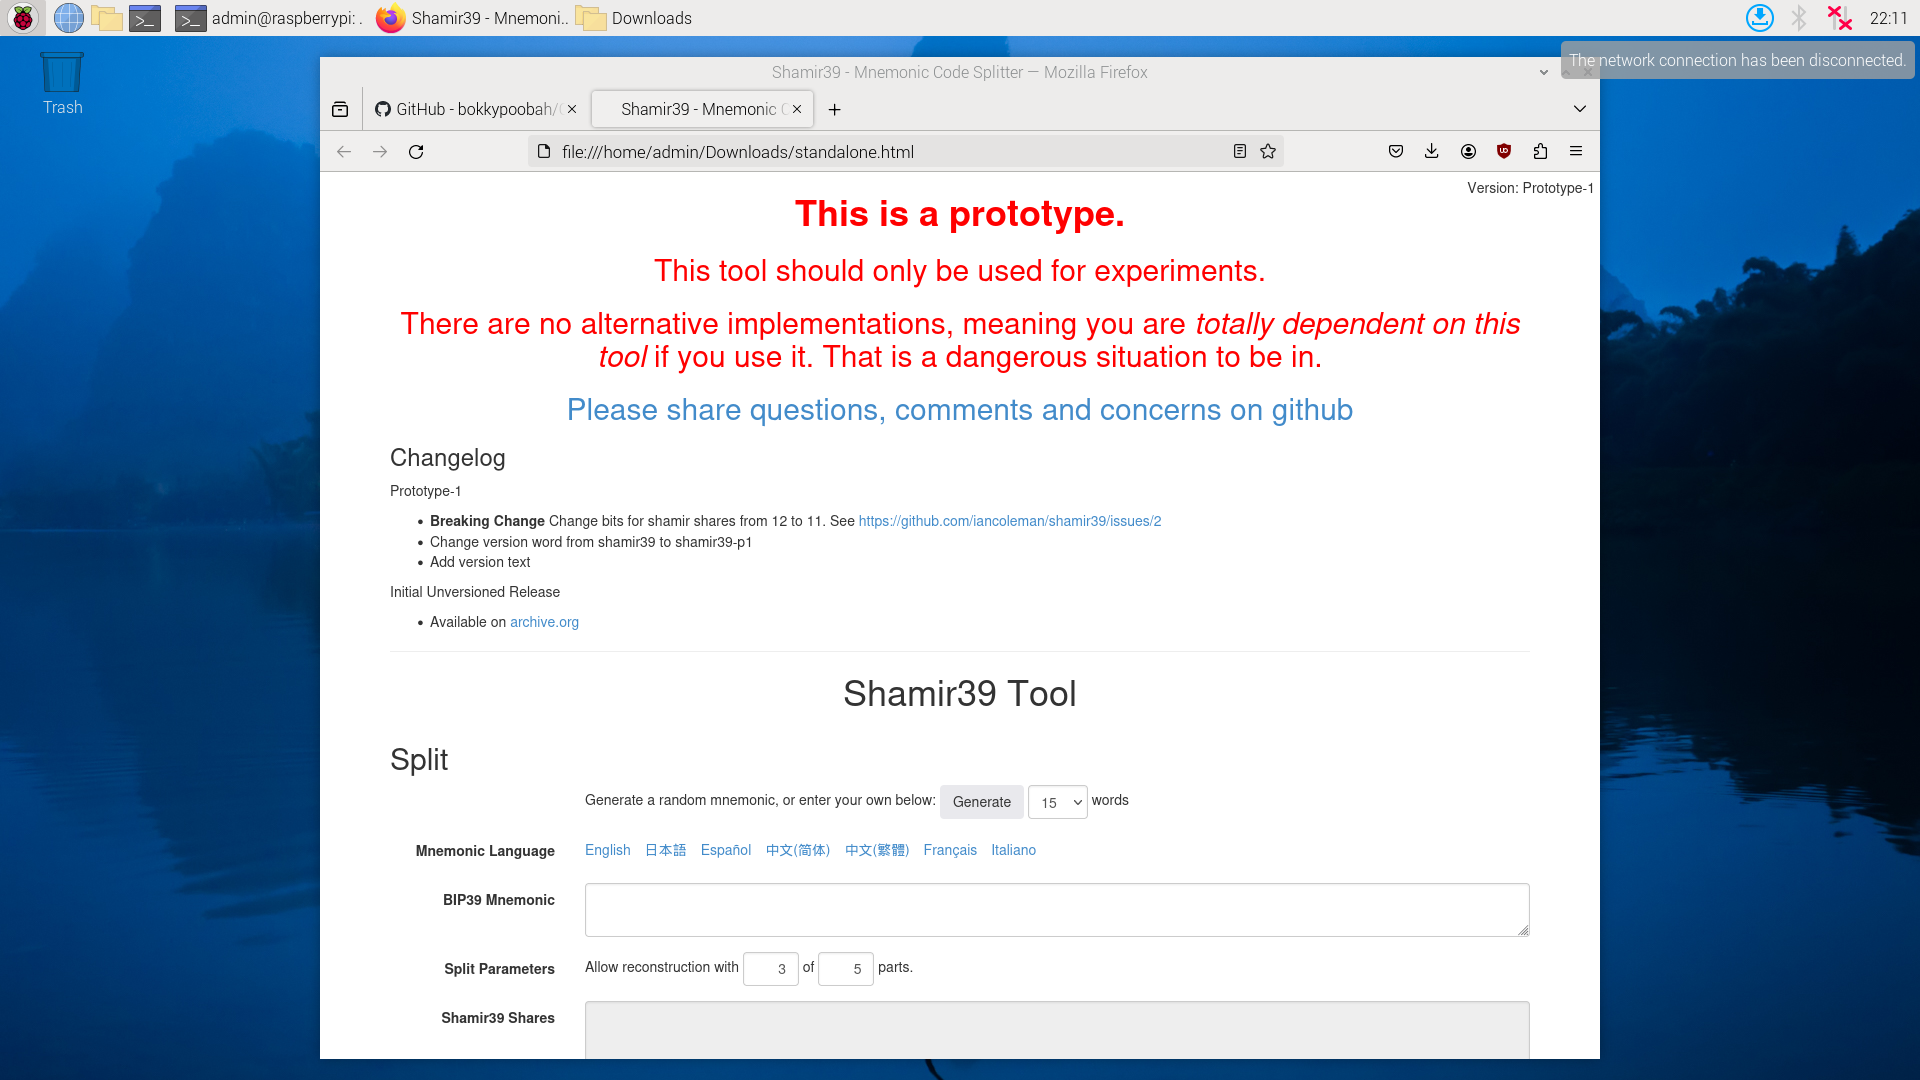 admin@raspberrypi: .
Shamir39 - Mnemoni..
Downloads
22:11
The network connection has been disconnected.
Trash
Shamir39 - Mnemonic Code Splitter — Mozilla Firefox
GitHub - bokkypoobah/
Shamir39 - Mnemonic
file:///home/admin/Downloads/standalone.html
Version: Prototype-1
This is a prototype.
This tool should only be used for experiments.
There are no alternative implementations, meaning you are totally dependent on this
tool if you use it. That is a dangerous situation to be in.
Please share questions, comments and concerns on github
Changelog
Prototype-1
Breaking Change Change bits for shamir shares from 12 to 11. See https://github.com/iancoleman/shamir39/issues/2
Change version word from shamir39 to shamir39-p1
Add version text
Initial Unversioned Release
Available on archive.org
Shamir39 Tool
Split
Generate a random mnemonic, or enter your own below: Generate 15 words
Mnemonic Language English 日本語 Español 中文(简体) 中文(繁體) Français Italiano
BIP39 Mnemonic
Split Parameters Allow reconstruction with 3 of 5 parts.
Shamir39 Shares